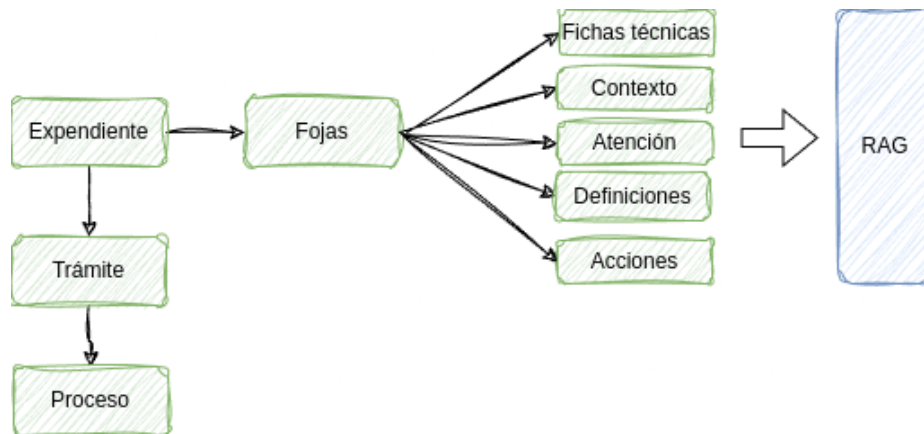 Fichas técnicas
Contexto
Expendiente
Fojas
Atención
RAG
Definiciones
Trámite
Acciones
Proceso